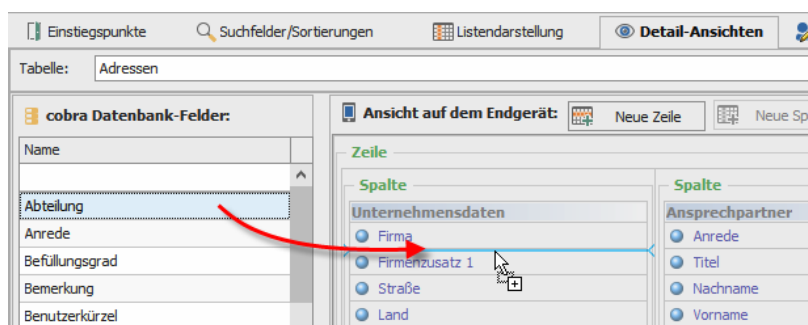 Einstiegspunkte Suchfelder/Sortierungen Listendarstellung Detail-Ansichten
Tabelle: Adressen
cobra Datenbank-Felder:
Name
Abteilung
Anrede
Befüllungsgrad
Bemerkung
Benutzerkürzel
Ansicht auf dem Endgerät: Neue Zeile Neue Sp
Zeile
Spalte
Unternehmensdaten
Firma
Firmenzusatz 1
Straße
Land
Spalte
Ansprechpartner
Anrede
Titel
Nachname
Vorname